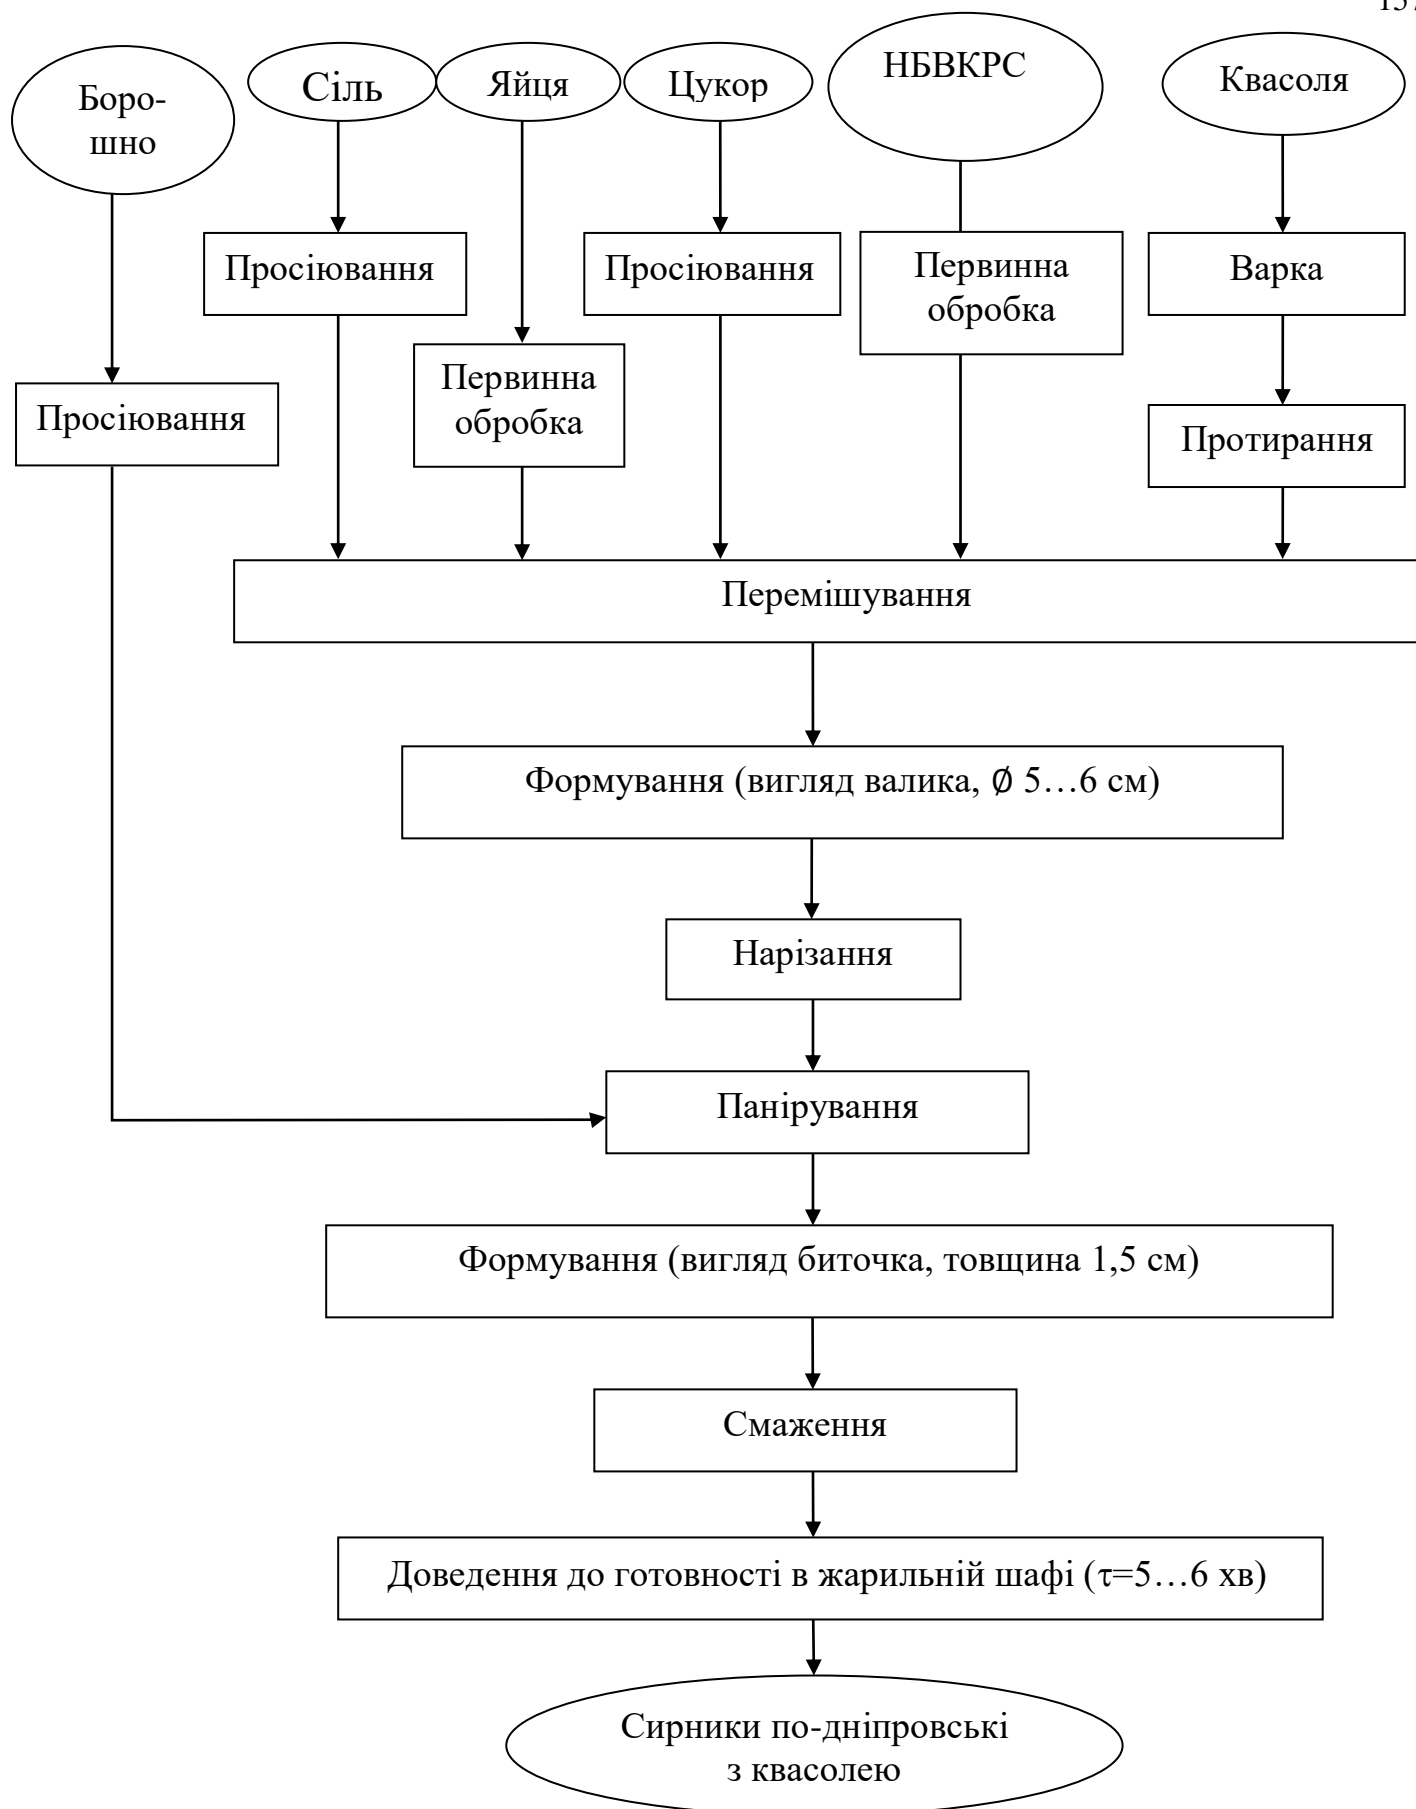 157
Боро-
шно
Сіль
Яйця
Цукор
НБВКРС
Квасоля
Просіювання
Просіювання
Первинна
обробка
Варка
Первинна
обробка
Просіювання
Протирання
Перемішування
Формування (вигляд валика, ∅ 5…6 см)
Нарізання
Панірування
Формування (вигляд биточка, товщина 1,5 см)
Смаження
Доведення до готовності в жарильній шафі (τ=5…6 хв)
Сирники по-дніпровські
з квасолею